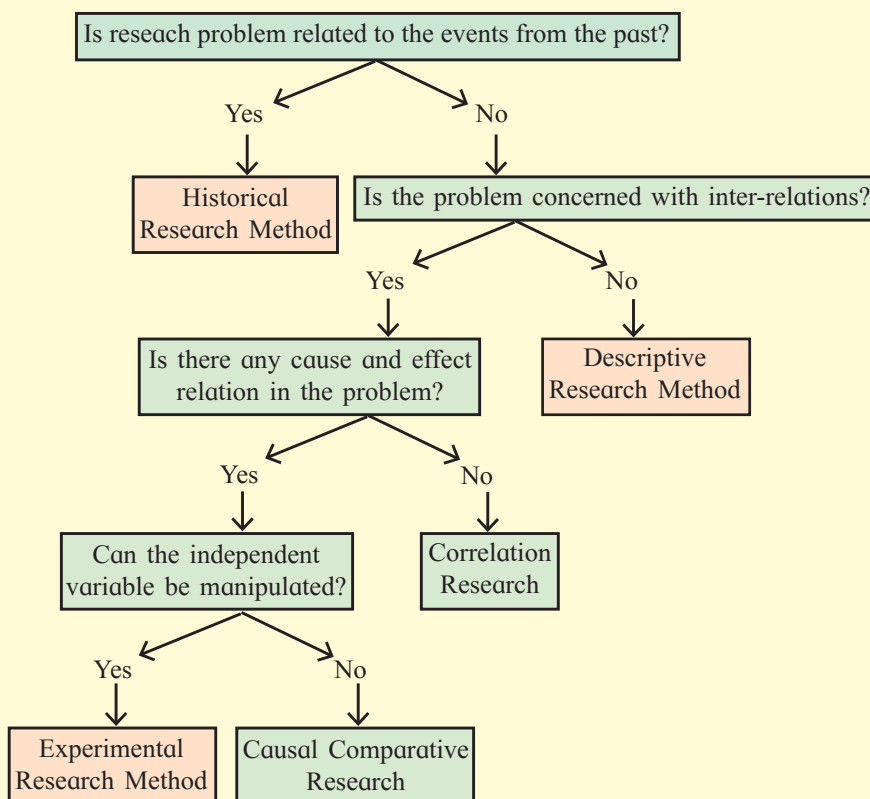 Is reseach problem related to the events from the past?
Yes
No
Historical
Research Method
Is the problem concerned with inter-relations?
Yes
No
Is there any cause and effect
relation in the problem?
Descriptive
Research Method
Yes
No
Can the independent
variable be manipulated?
Correlation
Research
Yes
No
Experimental
Research Method
Causal Comparative
Research